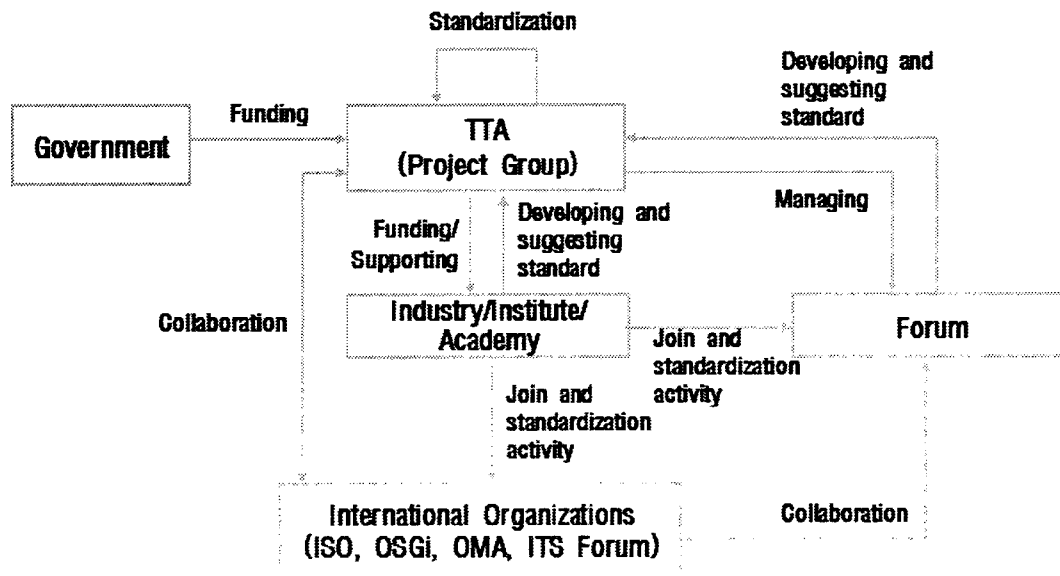 Standardization
Developing and
suggesting
standard
Funding
Government
TTA
(Project Group)
Managing
Funding/
Supporting
Developing and
suggesting
standard
Collaboration
Industry/Institute/
Academy
Forum
Join and
standardization
activity
Join and
standardization
activity
International Organizations
(ISO, OSGi, OMA, ITS Forum)
Collaboration